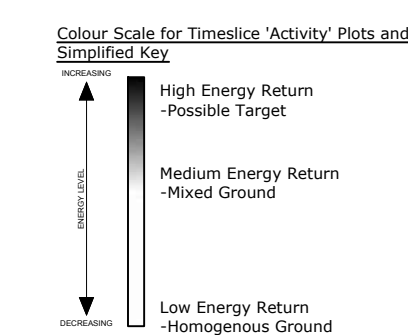 Colour Scale for Timeslice 'Activity' Plots and
Simplified Key
INCREASING
High Energy Return
-Possible Target
ENERGY LEVEL
Medium Energy Return
-Mixed Ground
Low Energy Return
-Homogenous Ground
DECREASING